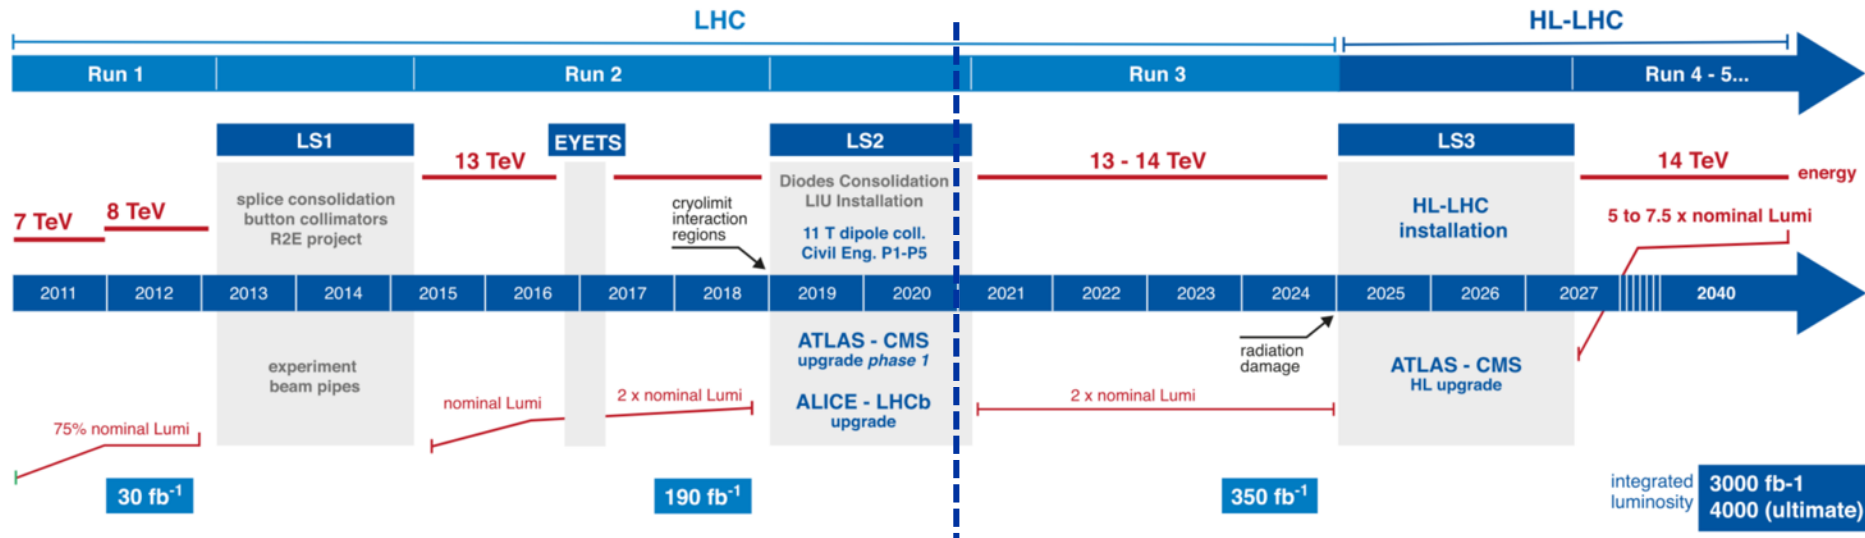 LHC
HL-LHC
Run 1
Run 2
Run 3
Run 4 - 5...
LS1
EYETS
LS2
LS3
13 TeV
13 - 14 TeV
14 TeV
energy
7 TeV
8 TeV
splice consolidation
button collimators
R2E project
cryolimit
interaction
regions
Diodes Consolidation
LIU Installation
11 T dipole coll.
Civil Eng. P1-P5
HL-LHC
installation
5 to 7.5 x nominal Lumi
2011
2012
2013
2014
2015
2016
2017
2018
2019
2020
2021
2022
2023
2024
2025
2026
2027
2040
experiment
beam pipes
ATLAS - CMS
upgrade phase 1
ALICE - LHCb
upgrade
radiation
damage
ATLAS - CMS
HL upgrade
75% nominal Lumi
nominal Lumi
2 x nominal Lumi
2 x nominal Lumi
30 fb-1
190 fb-1
350 fb-1
integrated
luminosity
3000 fb-1
4000 (ultimate)